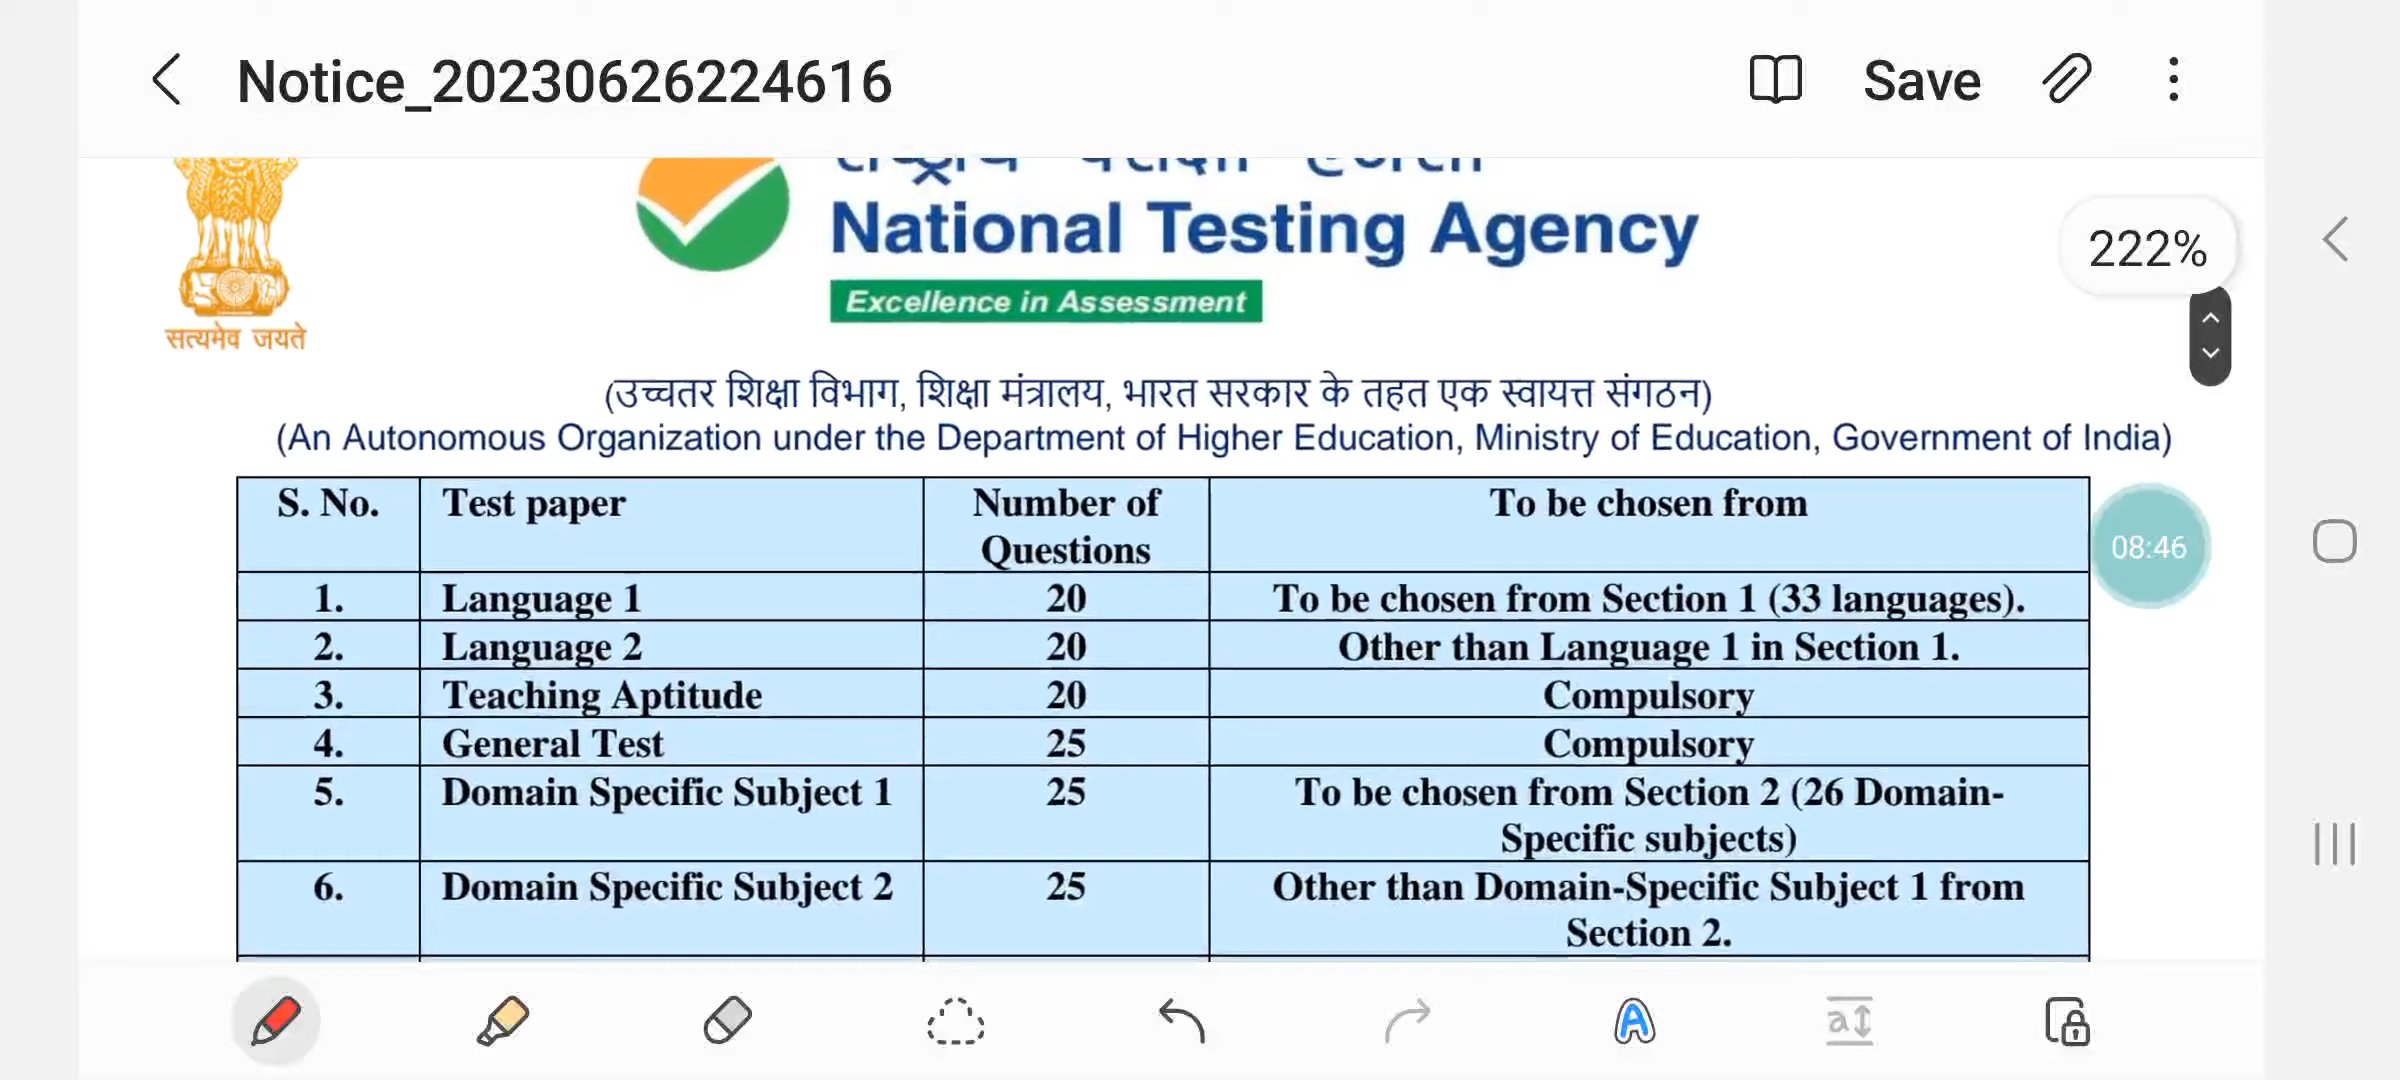 Notice_20230626224616
Save
National Testing Agency
222%
Excellence in Assessment
सत्यमेव जयते
(उच्चतर शिक्षा विभाग, शिक्षा मंत्रालय, भारत सरकार के तहत एक स्वायत्त संगठन)
(An Autonomous Organization under the Department of Higher Education, Ministry of Education, Government of India)
S. No. Test paper Number of Questions To be chosen from
08:46
1. Language 1 20 To be chosen from Section 1 (33 languages).
2. Language 2 20 Other than Language 1 in Section 1.
3. Teaching Aptitude 20 Compulsory
4. General Test 25 Compulsory
5. Domain Specific Subject 1 25 To be chosen from Section 2 (26 Domain-
Specific subjects)
6. Domain Specific Subject 2 25 Other than Domain-Specific Subject 1 from
Section 2.